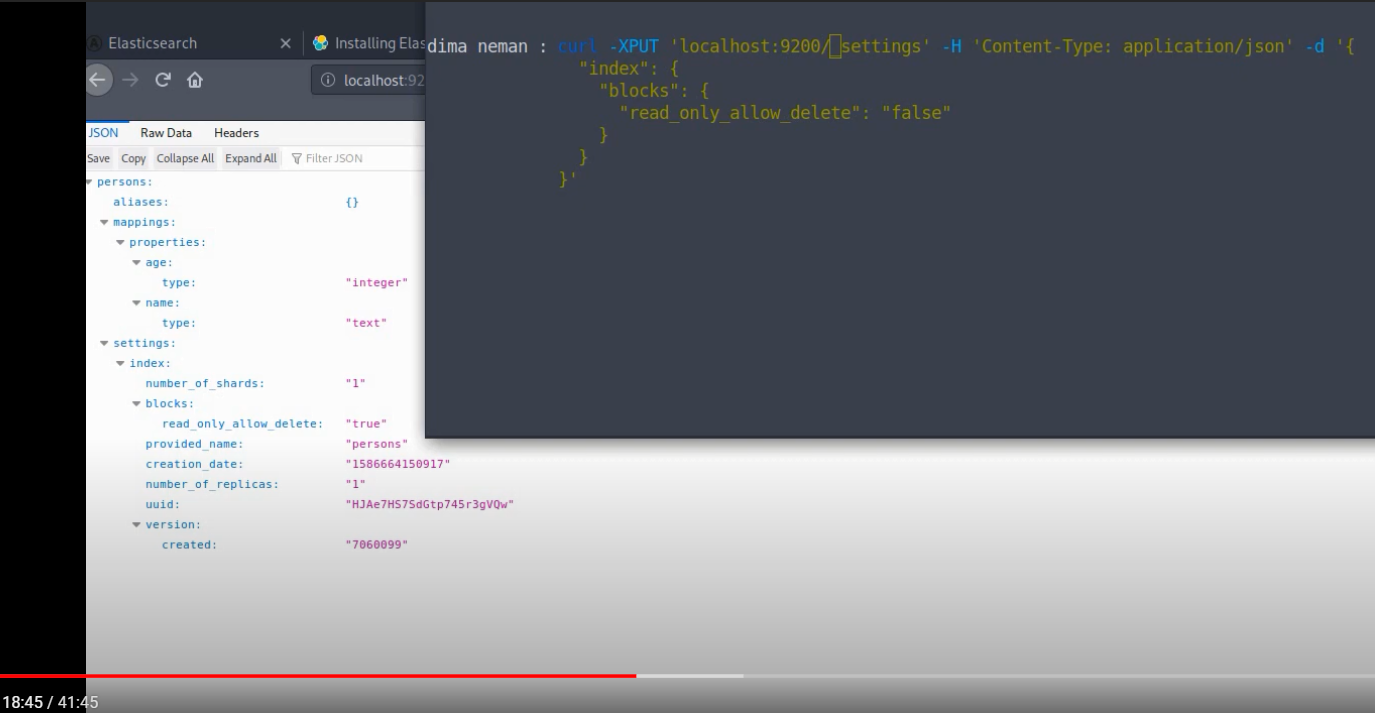 Elasticsearch
Installing Elas
localhost:92
dima neman : curl -XPUT 'localhost:9200/_settings' -H 'Content-Type: application/json' -d '{
"index": {
"blocks": {
"read_only_allow_delete": "false"
}
}
}'
JSON Raw Data Headers
Save Copy Collapse All Expand All Filter JSON
persons:
aliases: {}
mappings:
properties:
age:
type: "integer"
name:
type: "text"
settings:
index:
number_of_shards: "1"
blocks:
read_only_allow_delete: "true"
provided_name: "persons"
creation_date: "1586664150917"
number_of_replicas: "1"
uuid: "HJAe7HS7SdGtp745r3gVQw"
version:
created: "7060099"
18:45 / 41:45